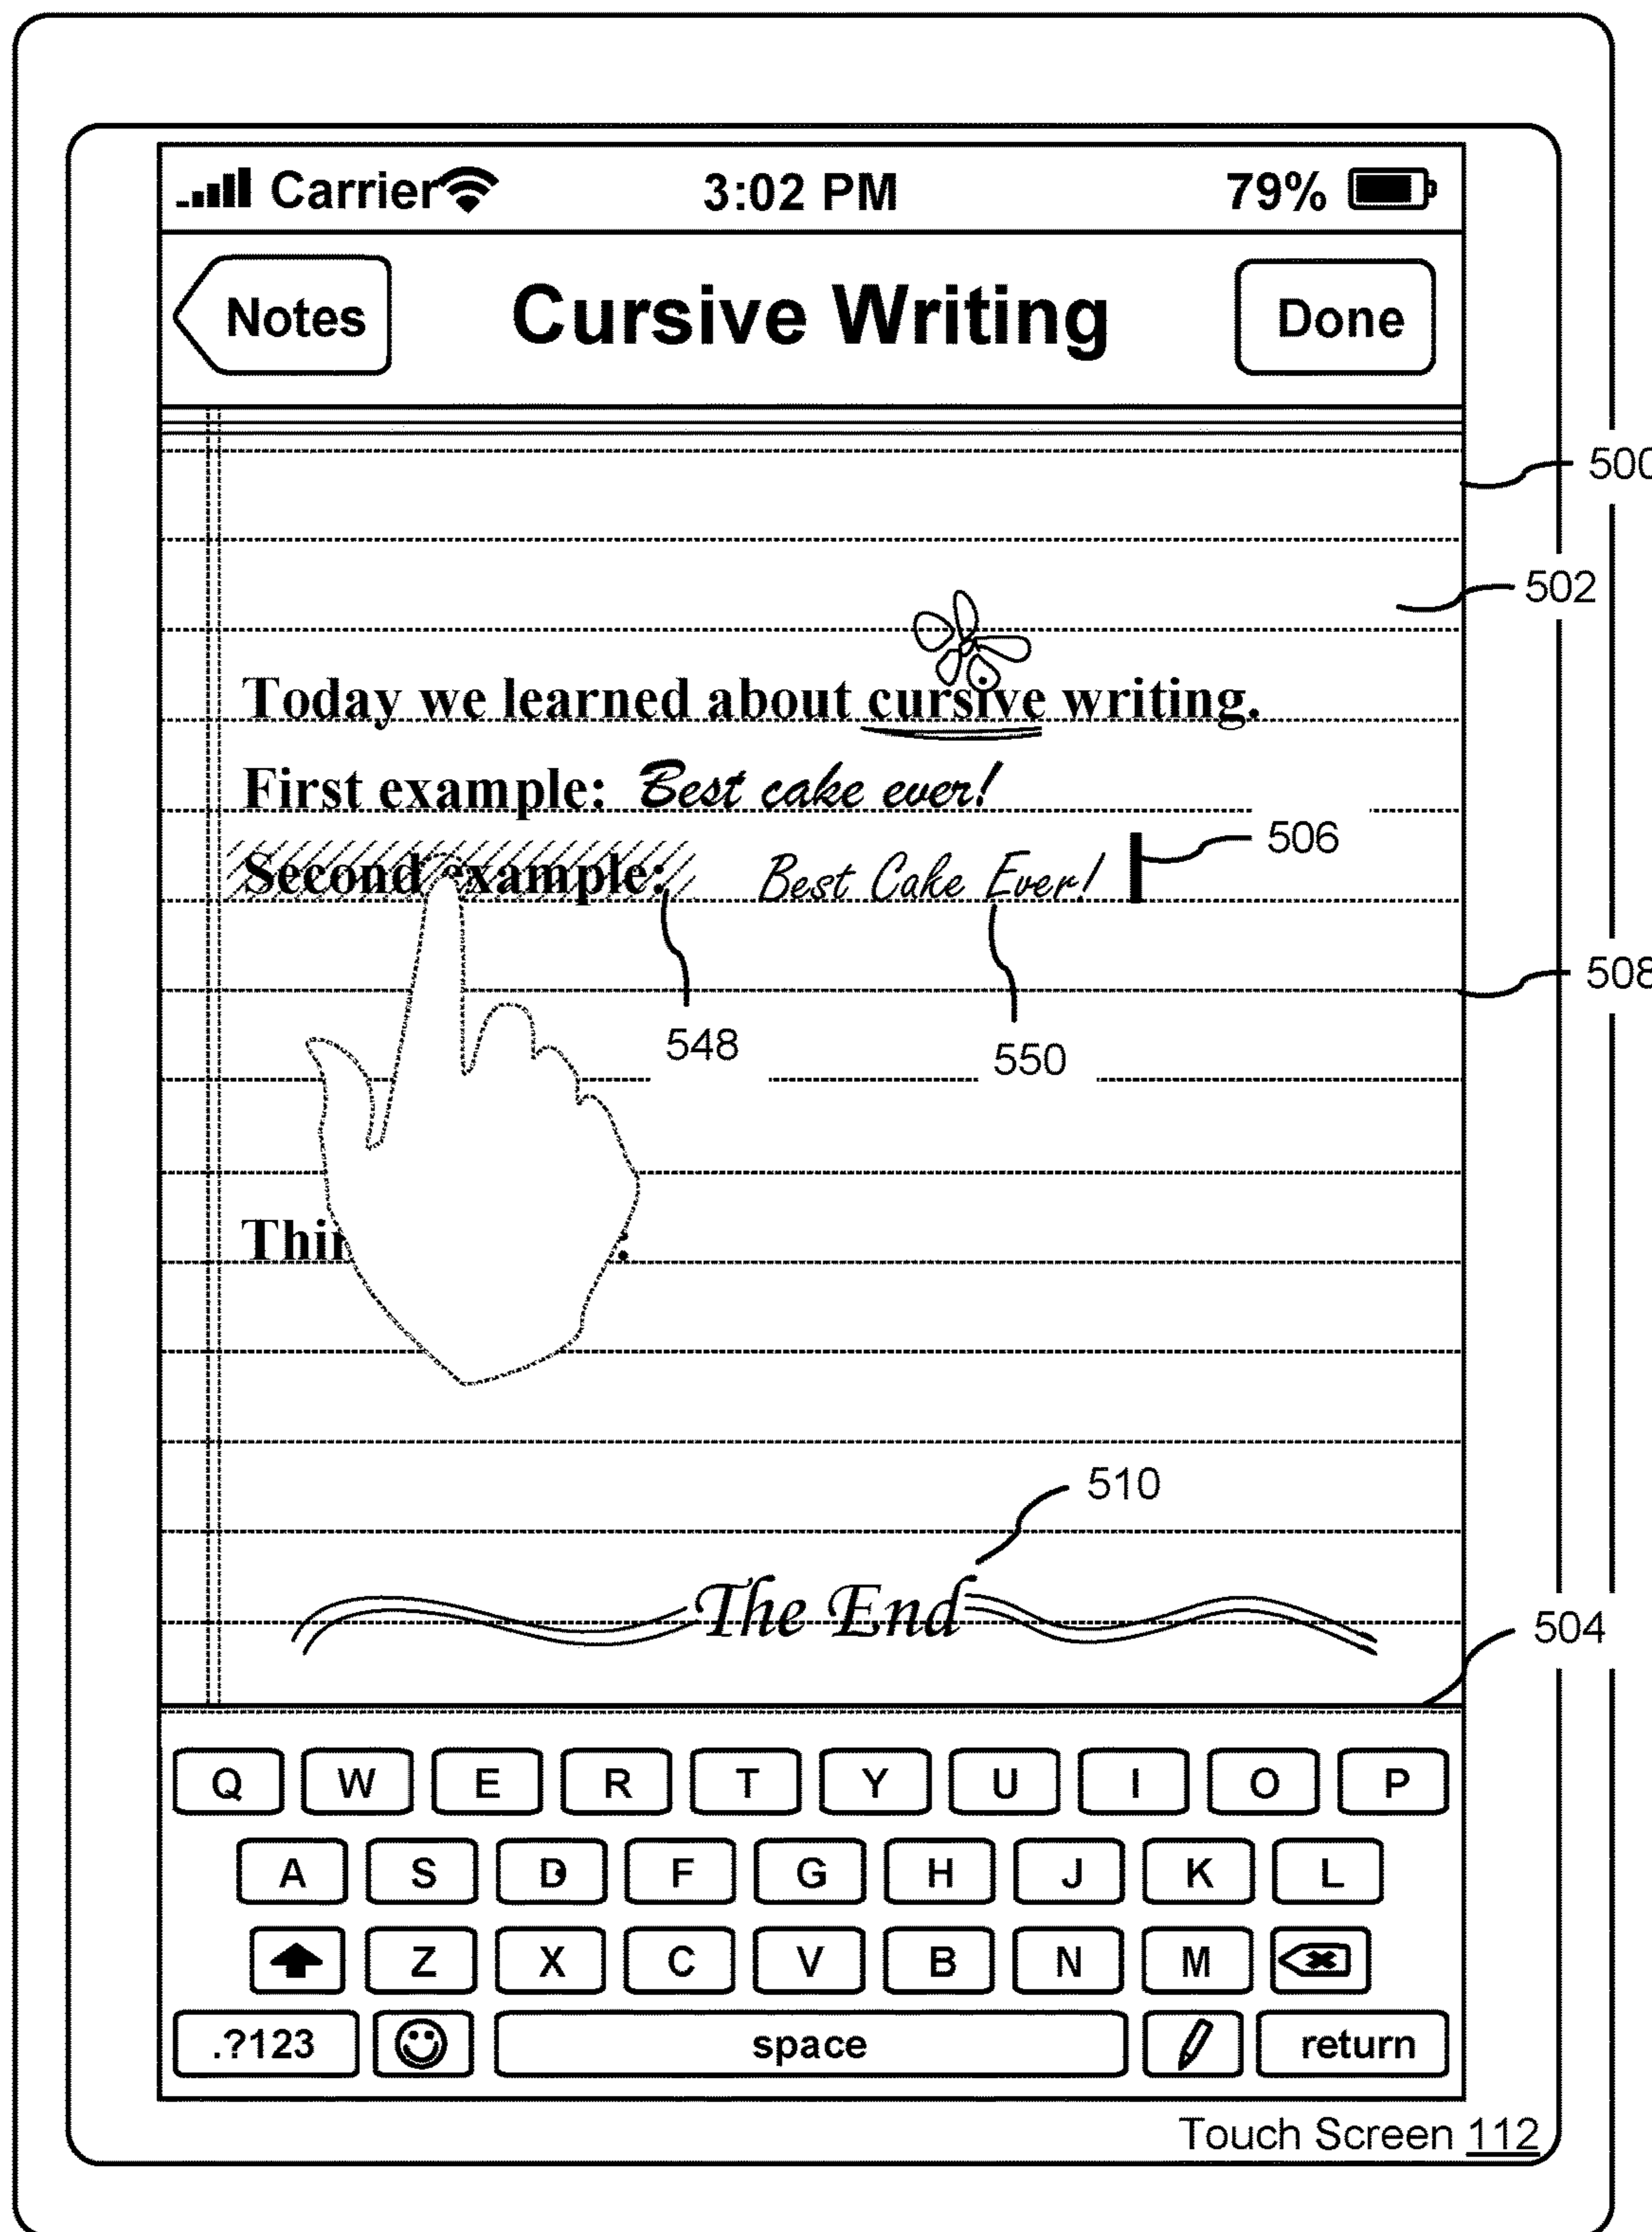 Carrier 3:02 PM 79%
Notes Cursive Writing Done
500
502
Today we learned about cursive writing.
First example: Best cake ever!
506
Second example: Best Cake Ever!
508
548 550
:
510
The End
504
Q W E R T Y U I O P
A S D F G H J K L
Z X C V B N M
.?123 space return
Touch Screen 112